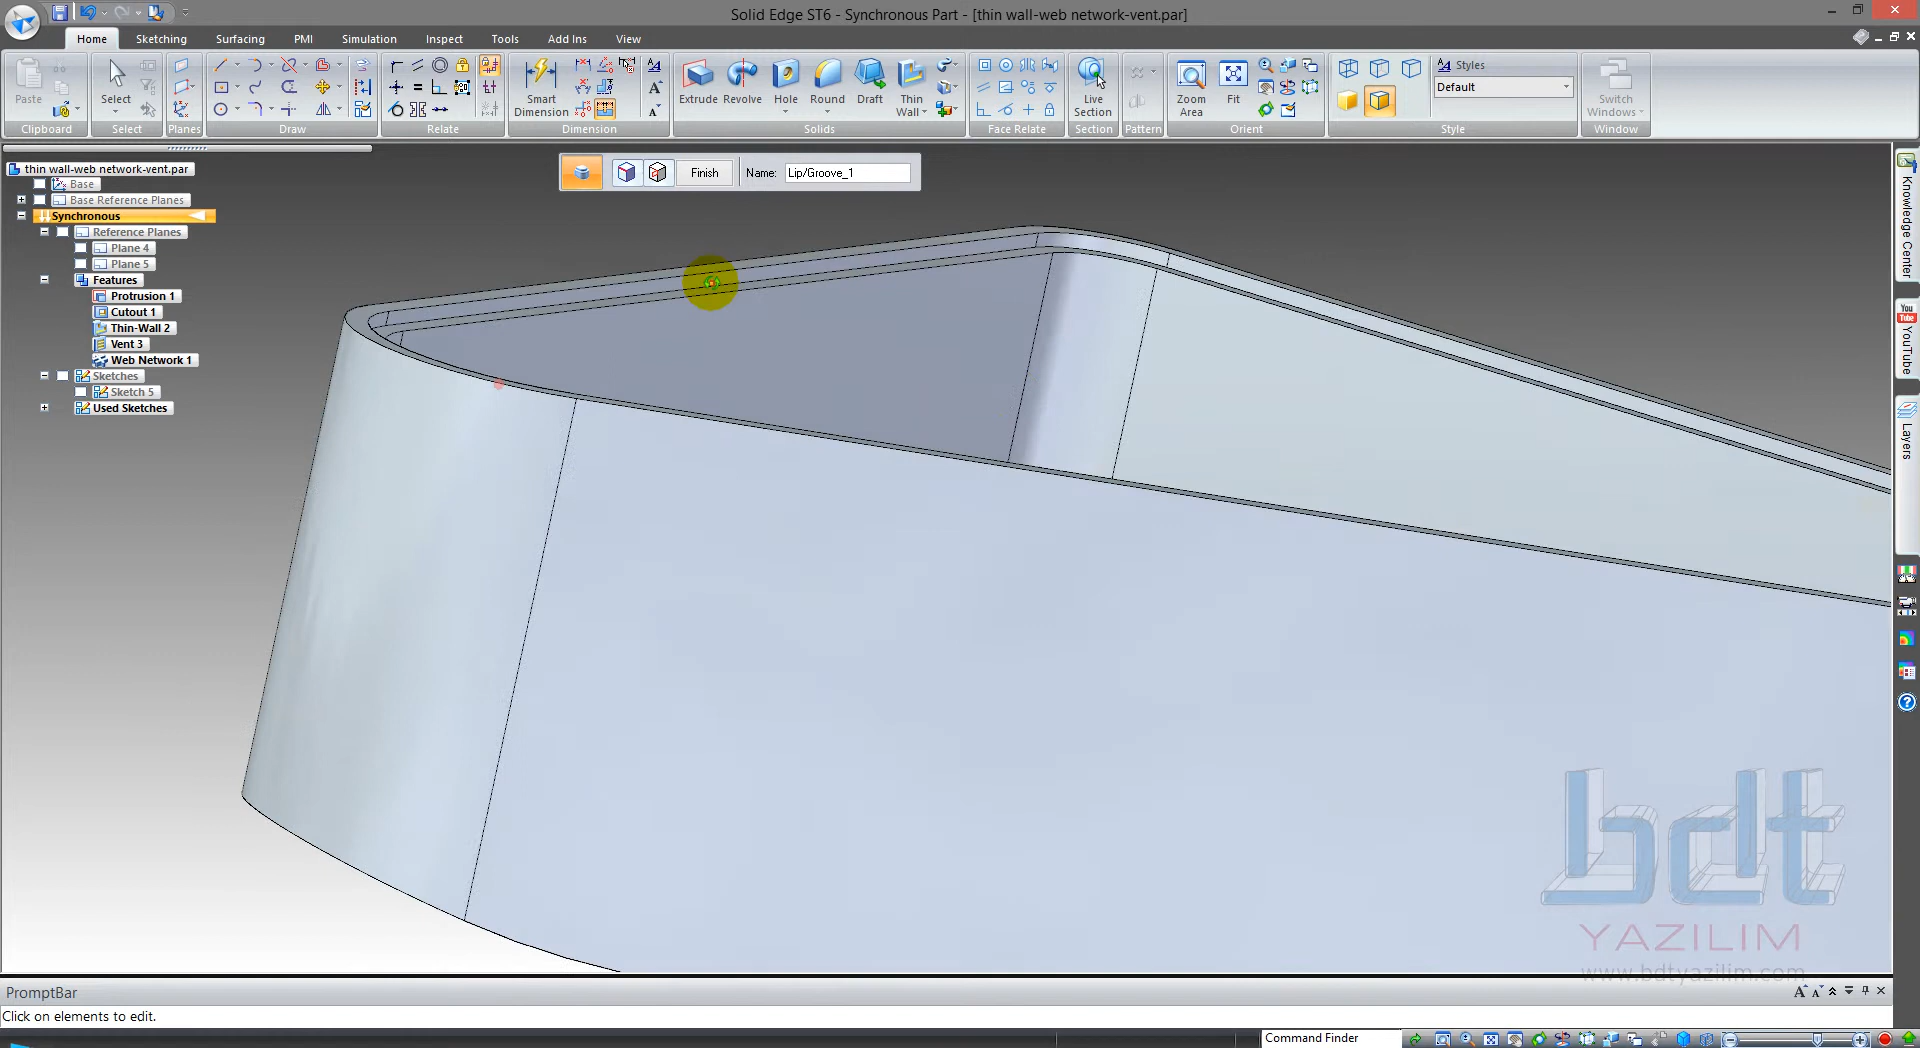 Solid Edge ST6 - Synchronous Part - [thin wall-web network-vent.par]
Home
Sketching
Surfacing
PMI
Simulation
Inspect
Tools
Add Ins
View
Paste
Select
Smart Dimension
Extrude
Revolve
Hole
Round
Draft
Thin Wall
Live Section
Zoom Area
Fit
Styles
Default
Switch Windows
Clipboard
Select
Planes
Draw
Relate
Dimension
Solids
Face Relate
Section
Pattern
Orient
Style
Window
Finish
Name:
Lip/Groove_1
thin wall-web network-vent.par
Base
Base Reference Planes
Synchronous
Reference Planes
Plane 4
Plane 5
Features
Protrusion 1
Cutout 1
Thin-Wall 2
Vent 3
Web Network 1
Sketches
Sketch 5
Used Sketches
Knowledge Center
You Tube
YouTube
Layers
bdt
YAZILIM
www.bdtyazilim.com
PromptBar
Click on elements to edit.
Command Finder